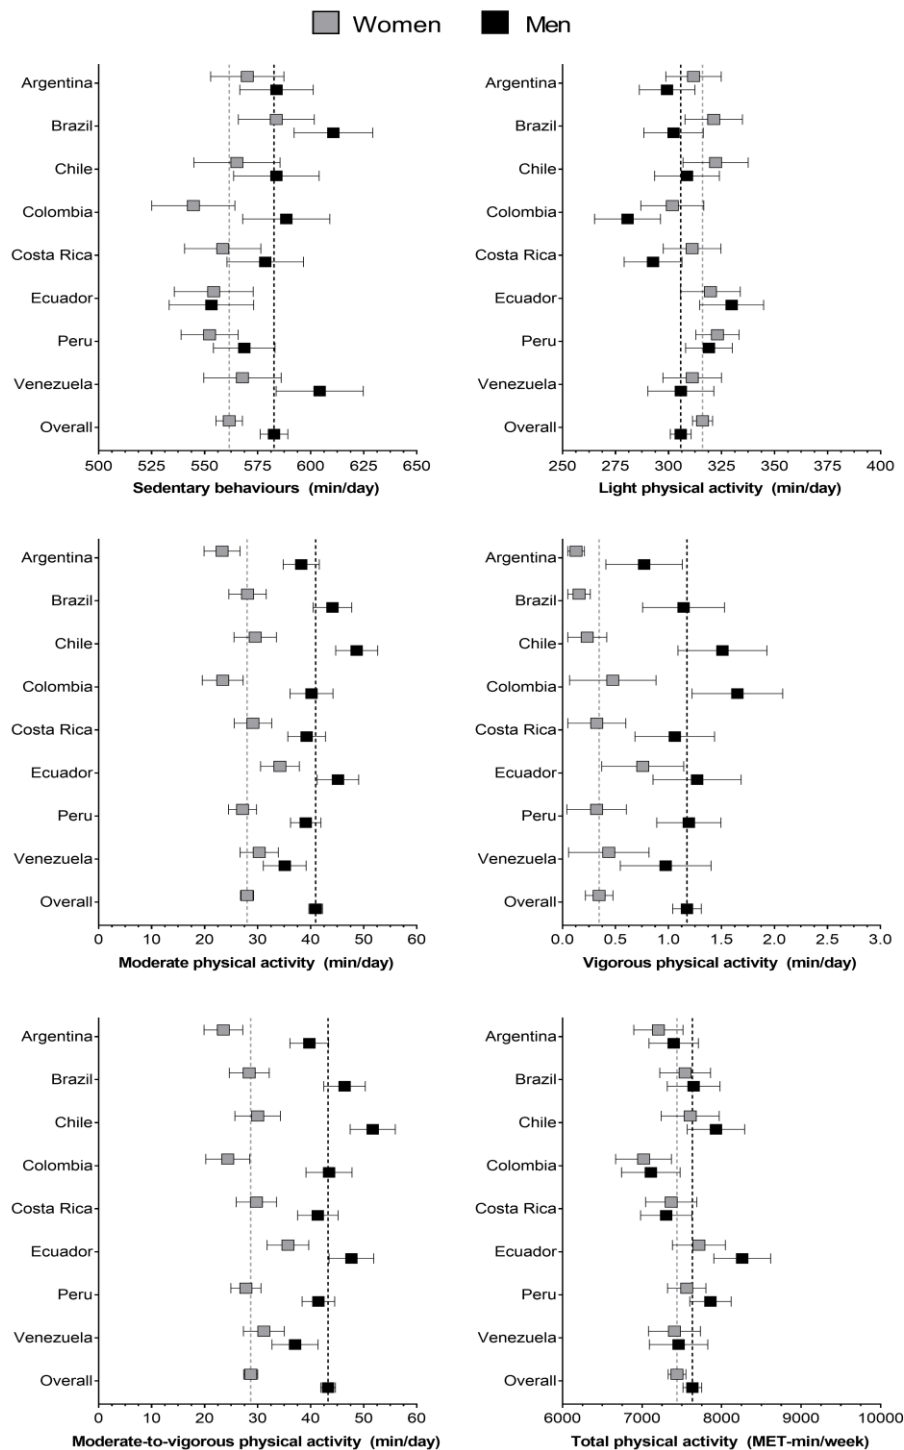 Women Men
Argentina
Brazil
Chile
Colombia
Costa Rica
Ecuador
Peru
Venezuela
Overall
500 525 550 575 600 625 650
Sedentary behaviours (min/day)
Argentina
Brazil
Chile
Colombia
Costa Rica
Ecuador
Peru
Venezuela
Overall
250 275 300 325 350 375 400
Light physical activity (min/day)
Argentina
Brazil
Chile
Colombia
Costa Rica
Ecuador
Peru
Venezuela
Overall
0 10 20 30 40 50 60
Moderate physical activity (min/day)
Argentina
Brazil
Chile
Colombia
Costa Rica
Ecuador
Peru
Venezuela
Overall
0.0 0.5 1.0 1.5 2.0 2.5 3.0
Vigorous physical activity (min/day)
Argentina
Brazil
Chile
Colombia
Costa Rica
Ecuador
Peru
Venezuela
Overall
0 10 20 30 40 50 60
Moderate-to-vigorous physical activity (min/day)
Argentina
Brazil
Chile
Colombia
Costa Rica
Ecuador
Peru
Venezuela
Overall
6000 7000 8000 9000 10000
Total physical activity (MET-min/week)